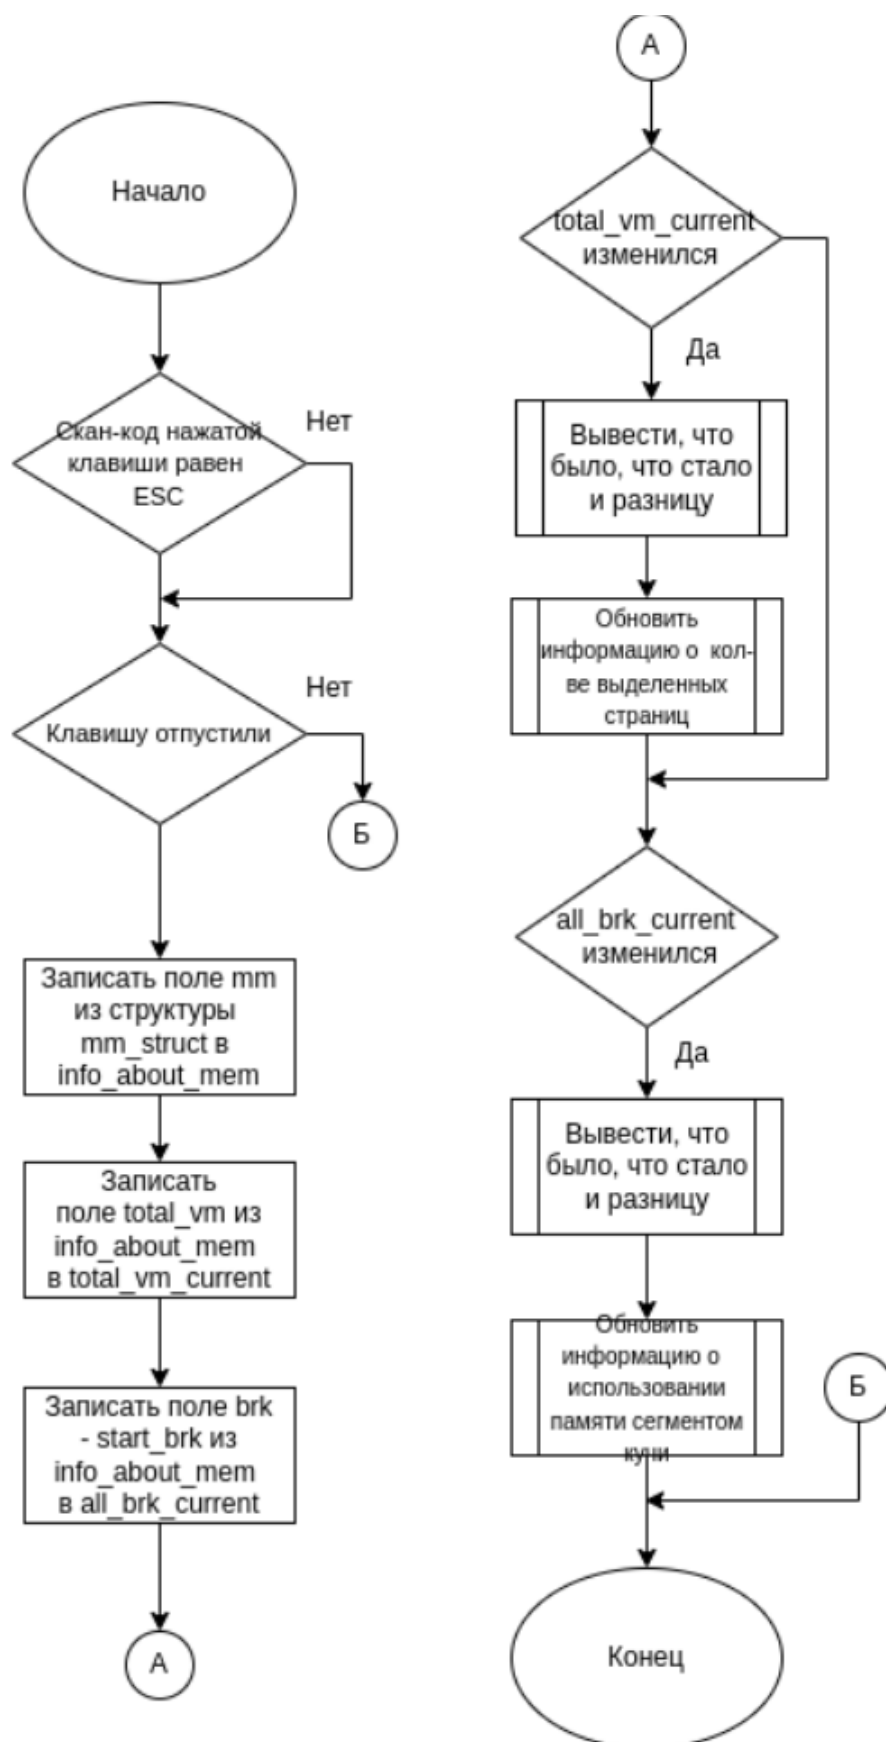 Начало
Скан-код нажатой
клавиши равен
ESC
Нет
Клавишу отпустили
Нет
Б
Записать поле mm
из структуры
mm_struct в
info_about_mem
Записать
поле total_vm из
info_about_mem
в total_vm_current
Записать поле brk
- start_brk из
info_about_mem
в all_brk_current
А
А
total_vm_current
изменился
Да
Вывести, что
было, что стало
и разницу
Обновить
информацию о кол-
ве выделенных
страниц
all_brk_current
изменился
Да
Вывести, что
было, что стало
и разницу
Обновить
информацию о
использовании
памяти сегментом
кучи
Б
Конец